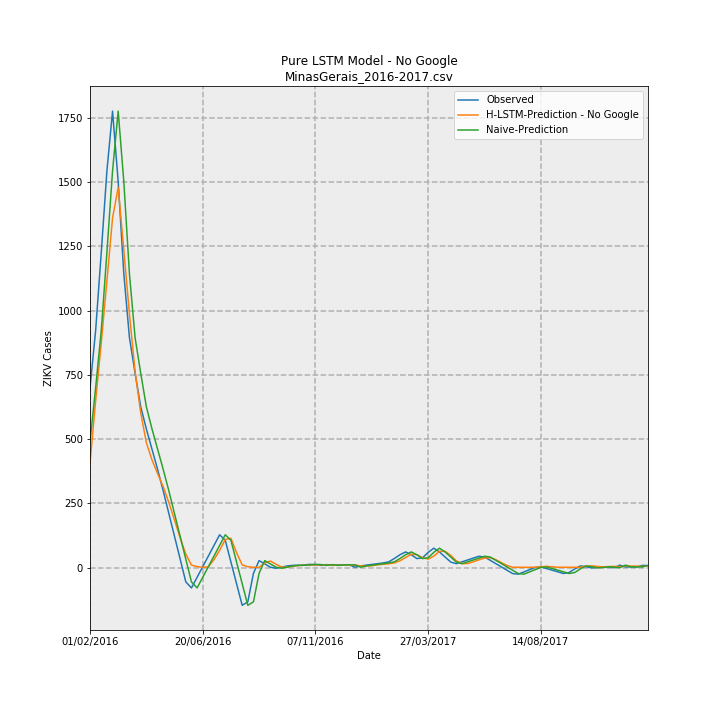 Pure LSTM Model - No Google
MinasGerais_2016-2017.csv
Observed
H-LSTM-Prediction - No Google
Naive-Prediction
ZIKV Cases
1750
1500
1250
1000
750
500
250
0
01/02/2016
20/06/2016
07/11/2016
27/03/2017
14/08/2017
Date